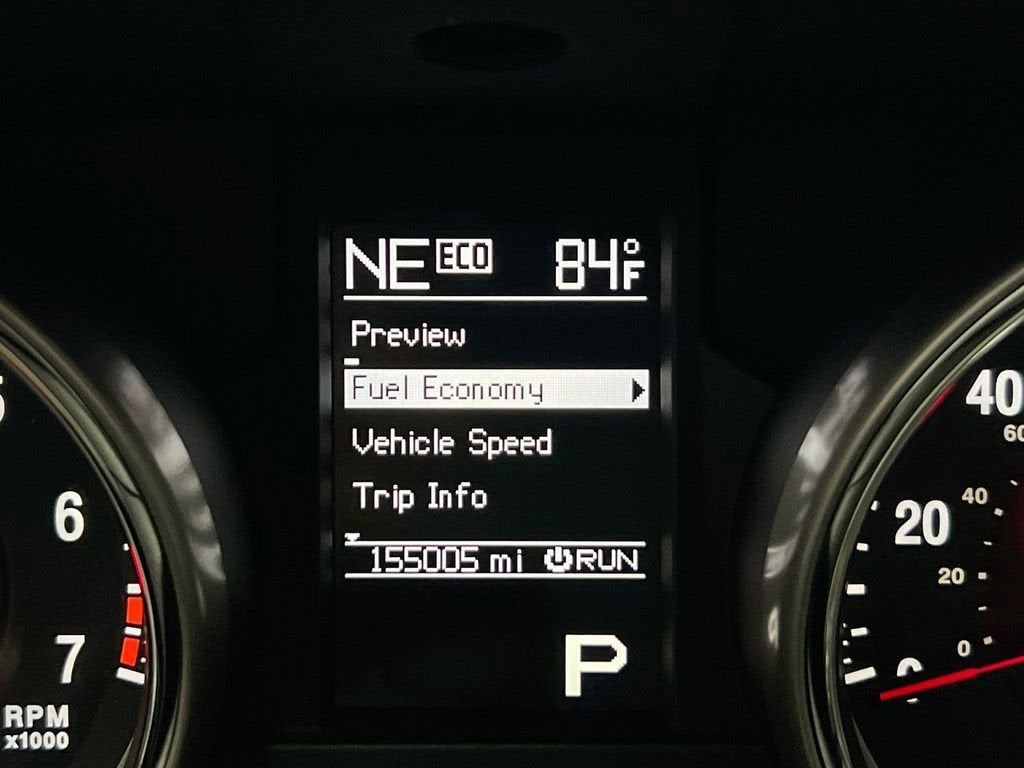 NE ECO 84°F
Preview
Fuel Economy
Vehicle Speed
Trip Info
155005 mi RUN
P
6
7
RPM
x1000
40
60
20
40
20
0
0